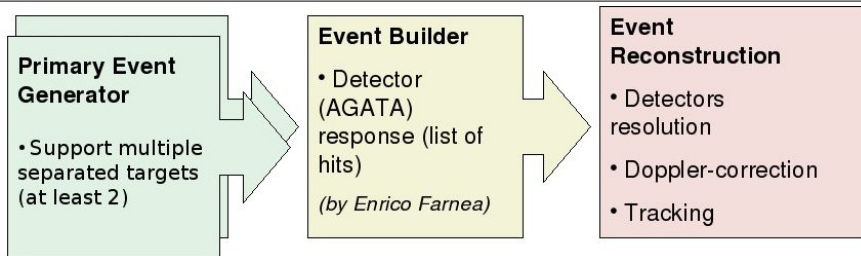 Primary Event
Generator
• Support multiple
separated targets
(at least 2)
Event Builder
• Detector
(AGATA)
response (list of
hits)
(by Enrico Farnea)
Event
Reconstruction
• Detectors
resolution
• Doppler-correction
• Tracking